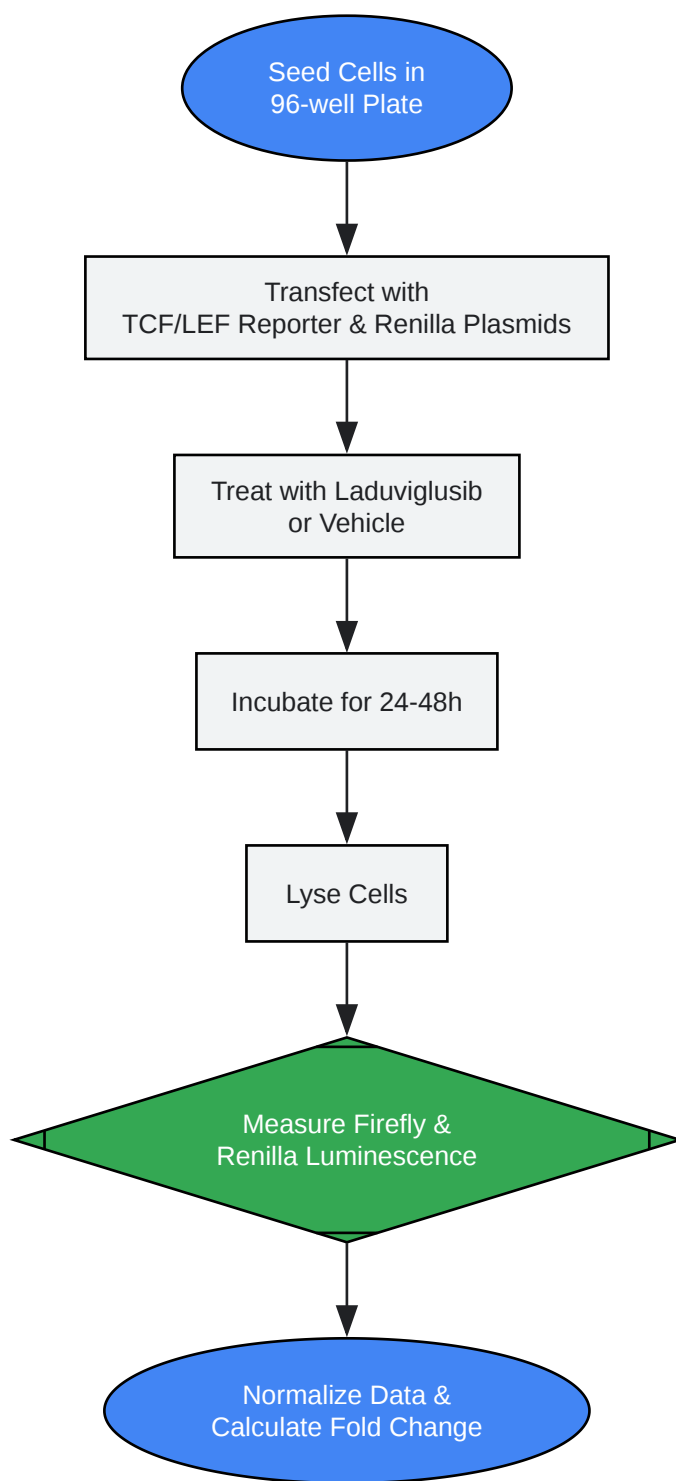 Seed Cells in
96-well Plate
Transfect with
TCF/LEF Reporter & Renilla Plasmids
Treat with Laduviglusib
or Vehicle
Incubate for 24-48h
Lyse Cells
Measure Firefly &
Renilla Luminescence
Normalize Data &
Calculate Fold Change